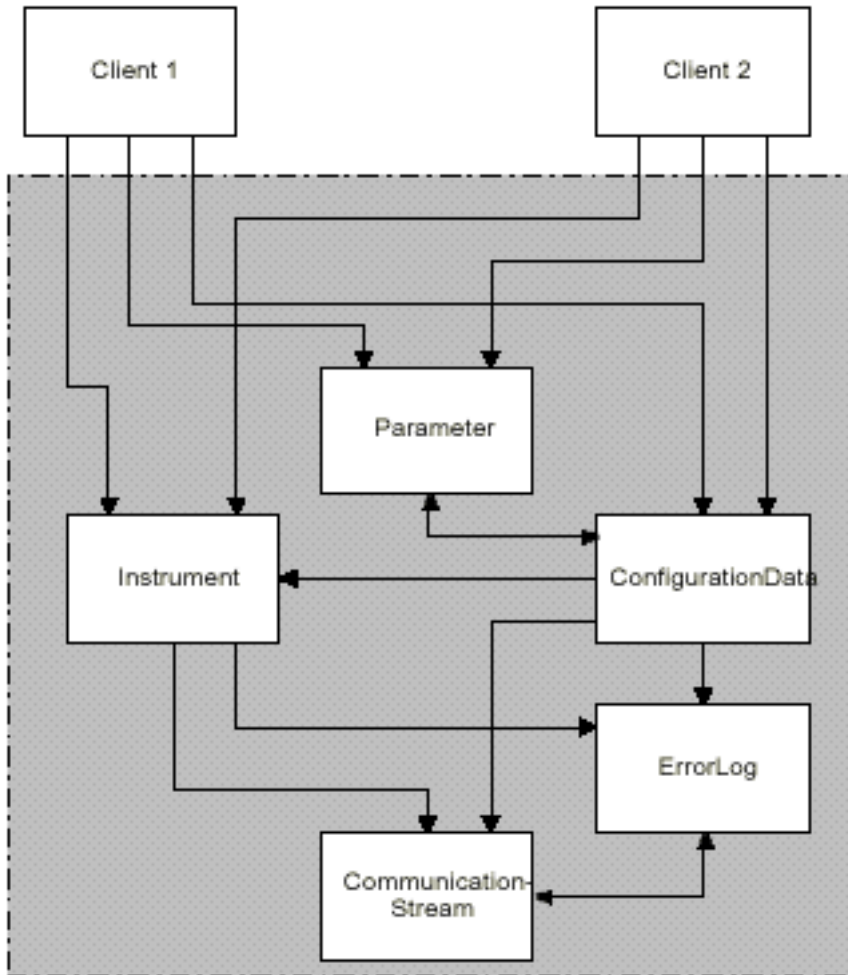 Client 1
Client 2
Parameter
Instrument
ConfigurationData
ErrorLog
Communication-
Stream